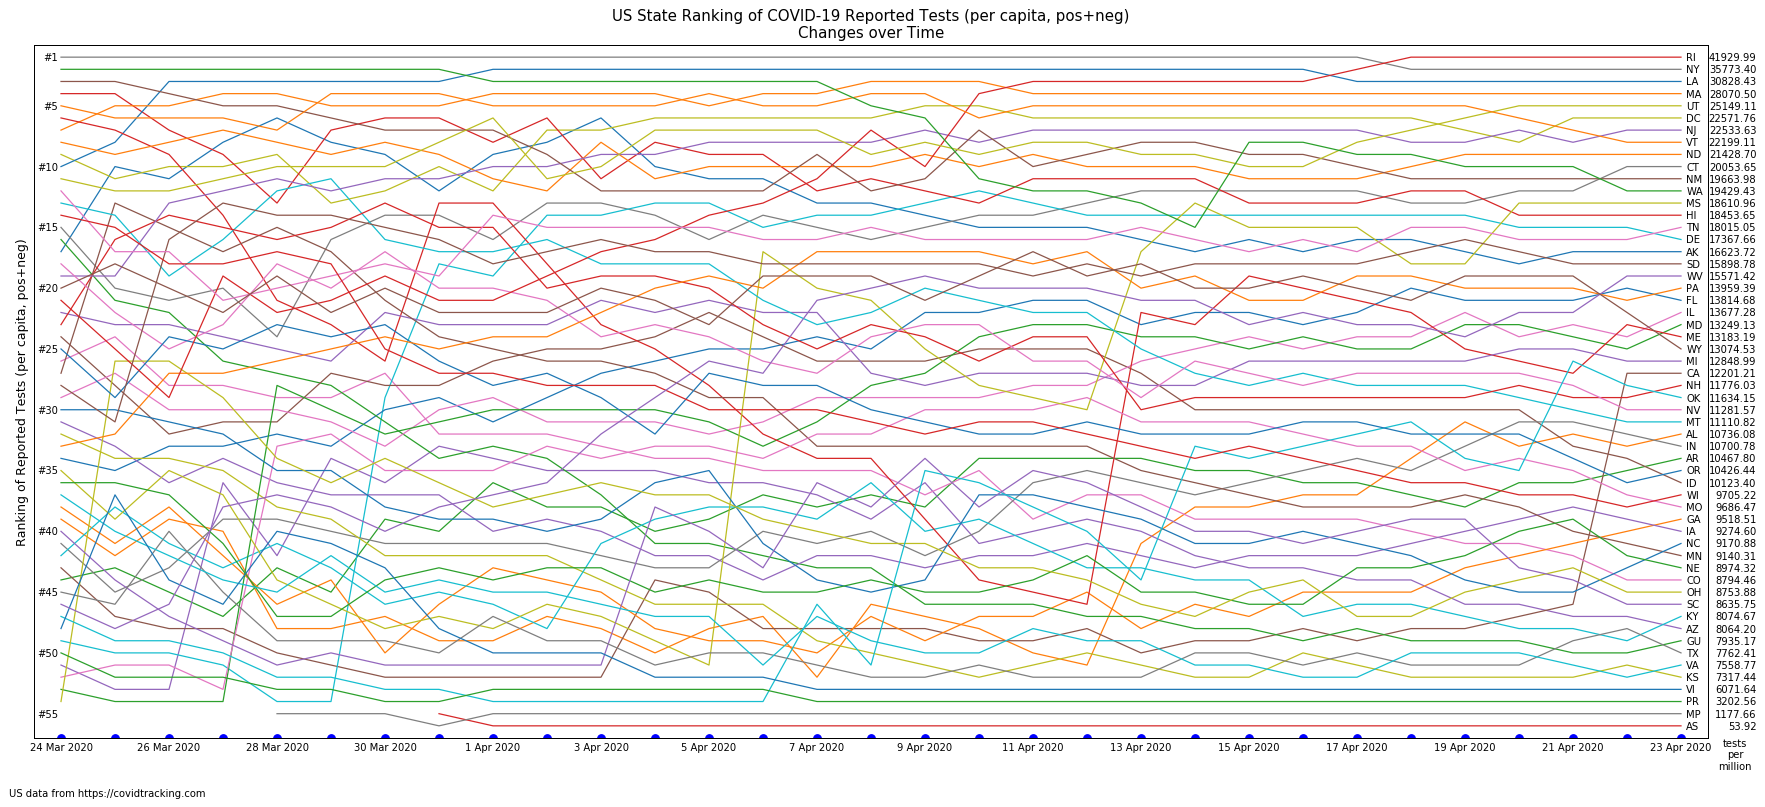 US State Ranking of COVID-19 Reported Tests (per capita, pos+neg)
Changes over Time
Ranking of Reported Tests (per capita, pos+neg)
#1
#5
#10
#15
#20
#25
#30
#35
#40
#45
#50
#55
RI 41929.99
NY 35773.40
LA 30828.43
MA 28070.50
UT 25149.11
DC 22571.76
NJ 22533.63
VT 22199.11
ND 21428.70
CT 20053.65
NM 19663.98
WA 19429.43
MS 18610.96
HI 18453.65
TN 18015.05
DE 17367.66
AK 16623.72
SD 15898.78
WV 15571.42
PA 13959.39
FL 13814.68
IL 13677.28
MD 13249.13
ME 13183.19
WY 13074.53
MI 12848.99
CA 12201.21
NH 11776.03
OK 11634.15
NV 11281.57
MT 11110.82
AL 10736.08
IN 10700.78
AR 10467.80
OR 10426.44
ID 10123.40
WI 9705.22
MO 9686.47
GA 9518.51
IA 9274.60
NC 9170.88
MN 9140.31
NE 8974.32
CO 8794.46
OH 8753.88
SC 8635.75
KY 8074.67
AZ 8064.20
GU 7935.17
TX 7762.41
VA 7558.77
KS 7317.44
VI 6071.64
PR 3202.56
MP 1177.66
AS 53.92
24 Mar 2020 26 Mar 2020 28 Mar 2020 30 Mar 2020 1 Apr 2020 3 Apr 2020 5 Apr 2020 7 Apr 2020 9 Apr 2020 11 Apr 2020 13 Apr 2020 15 Apr 2020 17 Apr 2020 19 Apr 2020 21 Apr 2020 23 Apr 2020
tests
per
million
US data from https://covidtracking.com